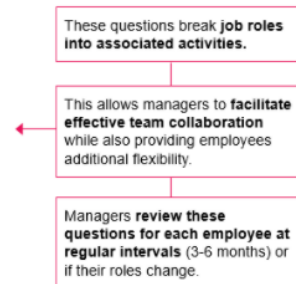 These questions break job roles
into associated activities.
This allows managers to facilitate
effective team collaboration
while also providing employees
additional flexibility.
Managers review these
questions for each employee at
regular intervals (3-6 months) or
if their roles change.